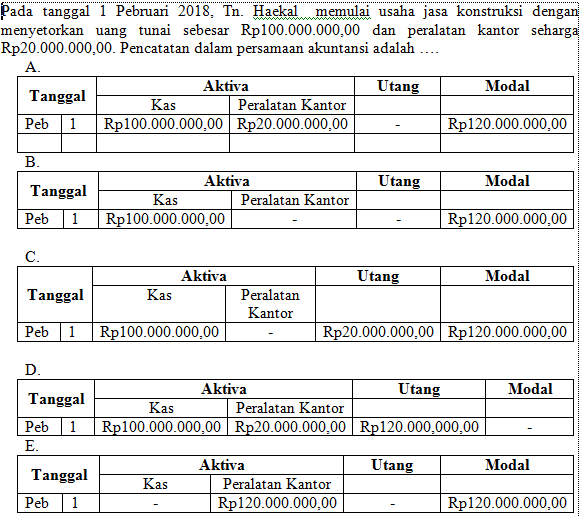 Pada tanggal 1 Pebruari 2018, Tn. Haekal memulai usaha jasa konstruksi dengan
menyetorkan uang tunai sebesar Rp100.000.000,00 dan peralatan kantor seharga
Rp20.000.000,00. Pencatatan dalam persamaan akuntansi adalah ….
A.
Tanggal Aktiva Utang Modal
Kas Peralatan Kantor
Peb 1 Rp100.000.000,00 Rp20.000.000,00 - Rp120.000.000,00
B.
Tanggal Aktiva Utang Modal
Kas Peralatan Kantor
Peb 1 Rp100.000.000,00 - - Rp120.000.000,00
C.
Tanggal Aktiva Utang Modal
Kas Peralatan
Kantor
Peb 1 Rp100.000.000,00 - Rp20.000.000,00 Rp120.000.000,00
D.
Tanggal Aktiva Utang Modal
Kas Peralatan Kantor
Peb 1 Rp100.000.000,00 Rp20.000.000,00 Rp120,000,000,00 -
E.
Tanggal Aktiva Utang Modal
Kas Peralatan Kantor
Peb 1 - Rp120.000.000,00 - Rp120.000.000,00